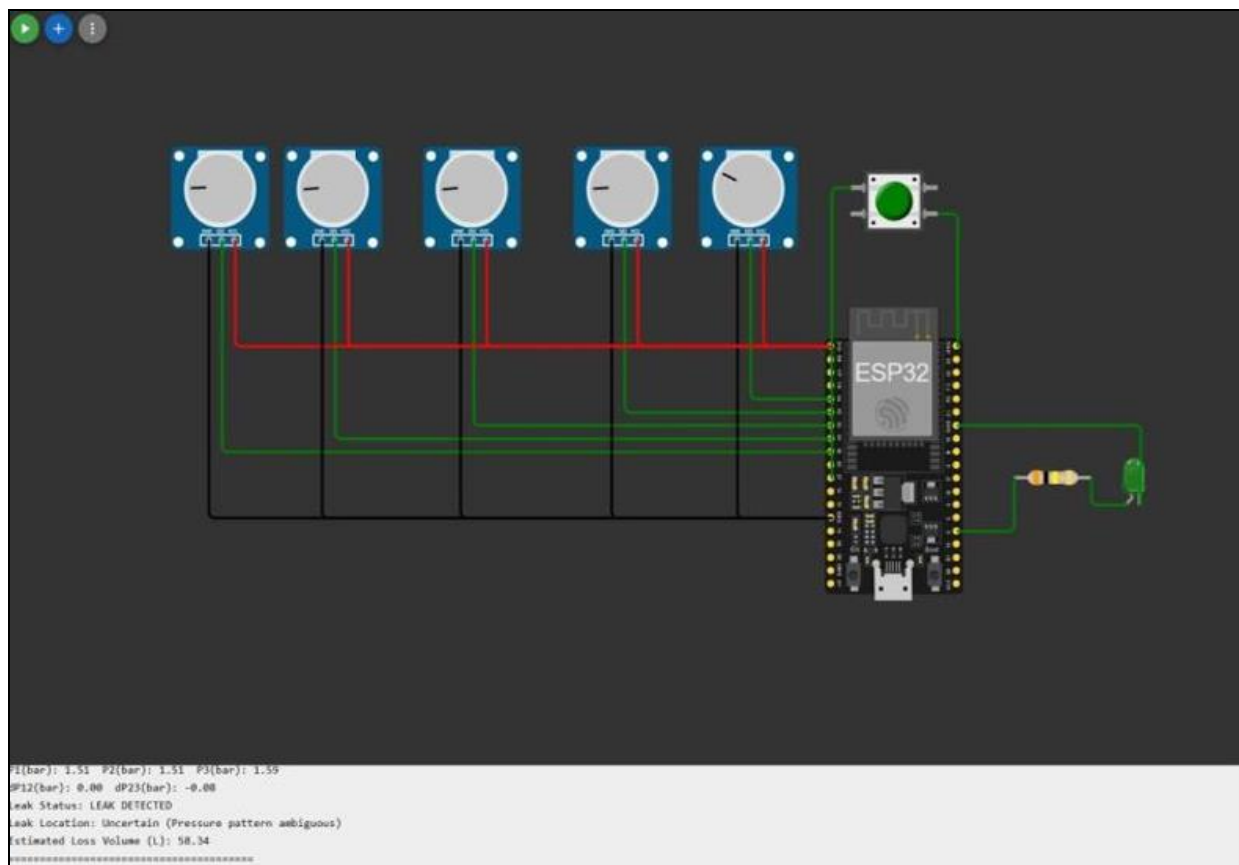 ESP32
P1(bar): 1.51 P2(bar): 1.51 P3(bar): 1.59
dP12(bar): 0.00 dP23(bar): -0.08
Leak Status: LEAK DETECTED
Leak Location: Uncertain (Pressure pattern ambiguous)
Estimated Loss Volume (L): 50.34
========================================